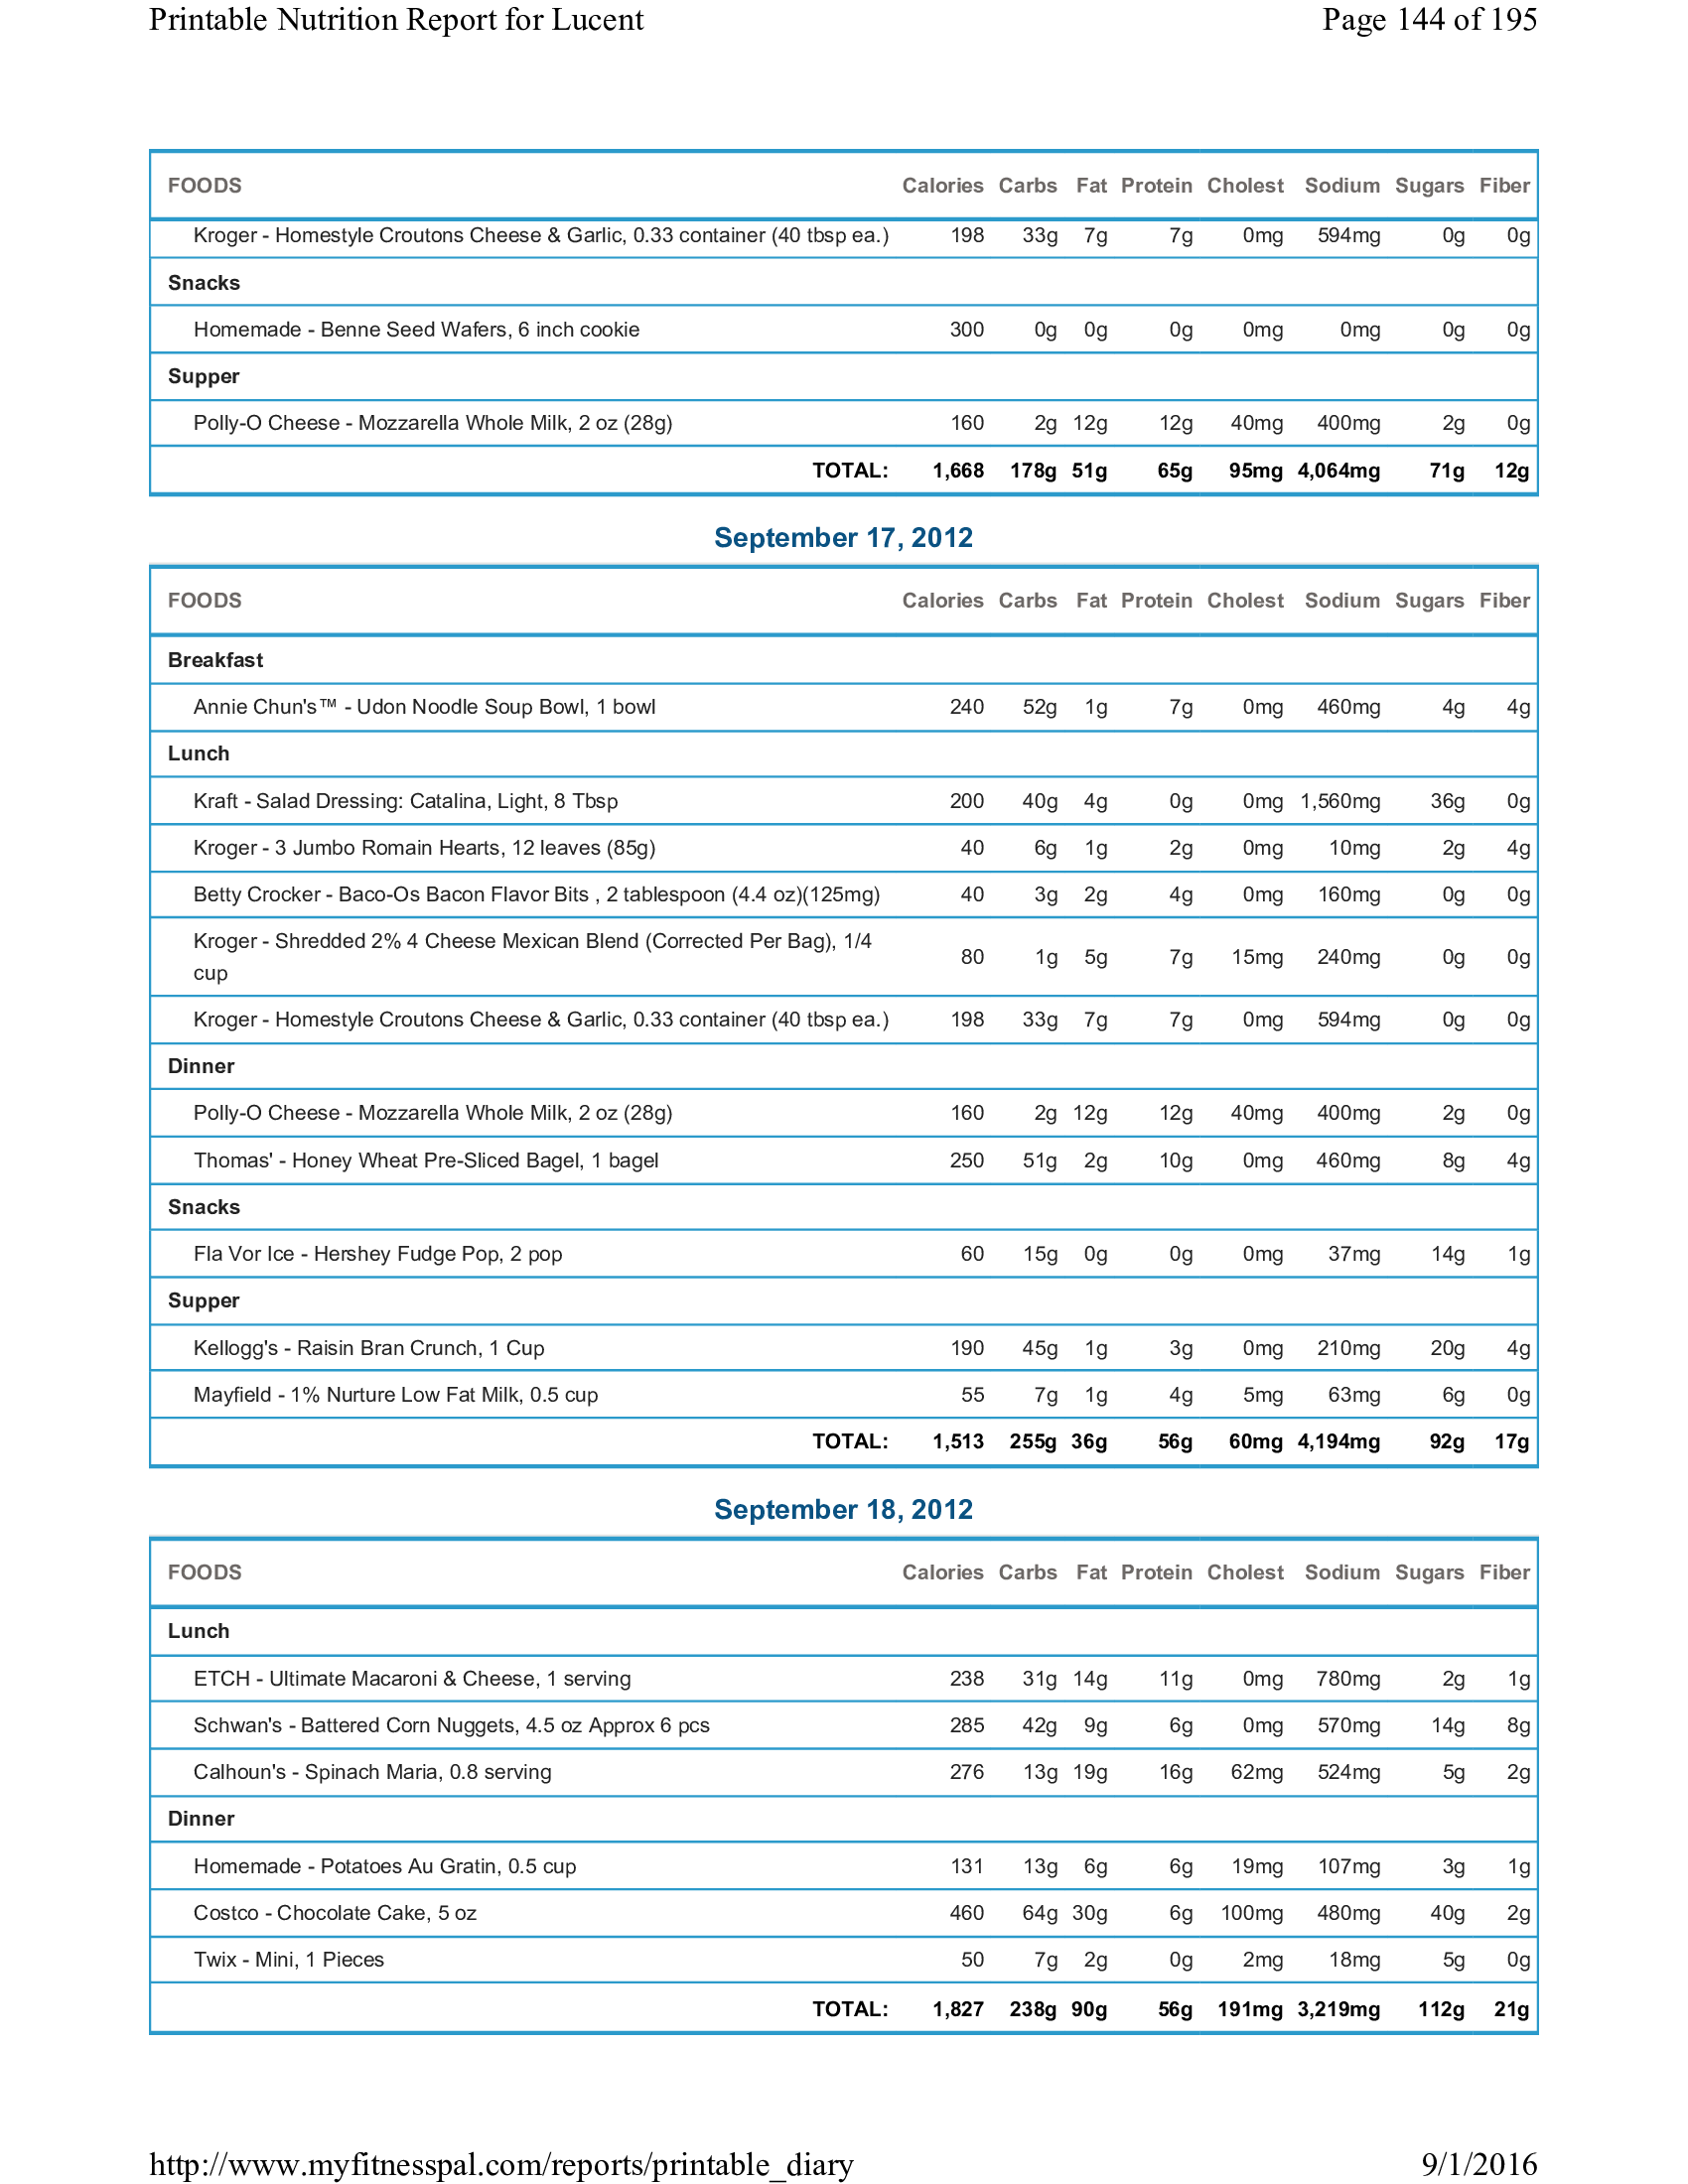 Printable Nutrition Report for Lucent Page 144 of 195
FOODS Calories Carbs Fat Protein Cholest Sodium Sugars Fiber
Kroger - Homestyle Croutons Cheese & Garlic, 0.33 container (40 tbsp ea.) 198 33g 7g 7g 0mg 594mg 0g 0g
Snacks
Homemade - Benne Seed Wafers, 6 inch cookie 300 0g 0g 0g 0mg 0mg 0g 0g
Supper
Polly-O Cheese - Mozzarella Whole Milk, 2 oz (28g) 160 2g 12g 12g 40mg 400mg 2g 0g
TOTAL: 1,668 178g 51g 65g 95mg 4,064mg 71g 12g
September 17, 2012
FOODS Calories Carbs Fat Protein Cholest Sodium Sugars Fiber
Breakfast
Annie Chun's™ - Udon Noodle Soup Bowl, 1 bowl 240 52g 1g 7g 0mg 460mg 4g 4g
Lunch
Kraft - Salad Dressing: Catalina, Light, 8 Tbsp 200 40g 4g 0g 0mg 1,560mg 36g 0g
Kroger - 3 Jumbo Romain Hearts, 12 leaves (85g) 40 6g 1g 2g 0mg 10mg 2g 4g
Betty Crocker - Baco-Os Bacon Flavor Bits , 2 tablespoon (4.4 oz)(125mg) 40 3g 2g 4g 0mg 160mg 0g 0g
Kroger - Shredded 2% 4 Cheese Mexican Blend (Corrected Per Bag), 1/4
cup 80 1g 5g 7g 15mg 240mg 0g 0g
Kroger - Homestyle Croutons Cheese & Garlic, 0.33 container (40 tbsp ea.) 198 33g 7g 7g 0mg 594mg 0g 0g
Dinner
Polly-O Cheese - Mozzarella Whole Milk, 2 oz (28g) 160 2g 12g 12g 40mg 400mg 2g 0g
Thomas' - Honey Wheat Pre-Sliced Bagel, 1 bagel 250 51g 2g 10g 0mg 460mg 8g 4g
Snacks
Fla Vor Ice - Hershey Fudge Pop, 2 pop 60 15g 0g 0g 0mg 37mg 14g 1g
Supper
Kellogg's - Raisin Bran Crunch, 1 Cup 190 45g 1g 3g 0mg 210mg 20g 4g
Mayfield - 1% Nurture Low Fat Milk, 0.5 cup 55 7g 1g 4g 5mg 63mg 6g 0g
TOTAL: 1,513 255g 36g 56g 60mg 4,194mg 92g 17g
September 18, 2012
FOODS Calories Carbs Fat Protein Cholest Sodium Sugars Fiber
Lunch
ETCH - Ultimate Macaroni & Cheese, 1 serving 238 31g 14g 11g 0mg 780mg 2g 1g
Schwan's - Battered Corn Nuggets, 4.5 oz Approx 6 pcs 285 42g 9g 6g 0mg 570mg 14g 8g
Calhoun's - Spinach Maria, 0.8 serving 276 13g 19g 16g 62mg 524mg 5g 2g
Dinner
Homemade - Potatoes Au Gratin, 0.5 cup 131 13g 6g 6g 19mg 107mg 3g 1g
Costco - Chocolate Cake, 5 oz 460 64g 30g 6g 100mg 480mg 40g 2g
Twix - Mini, 1 Pieces 50 7g 2g 0g 2mg 18mg 5g 0g
TOTAL: 1,827 238g 90g 56g 191mg 3,219mg 112g 21g
http://www.myfitnesspal.com/reports/printable_diary 9/1/2016